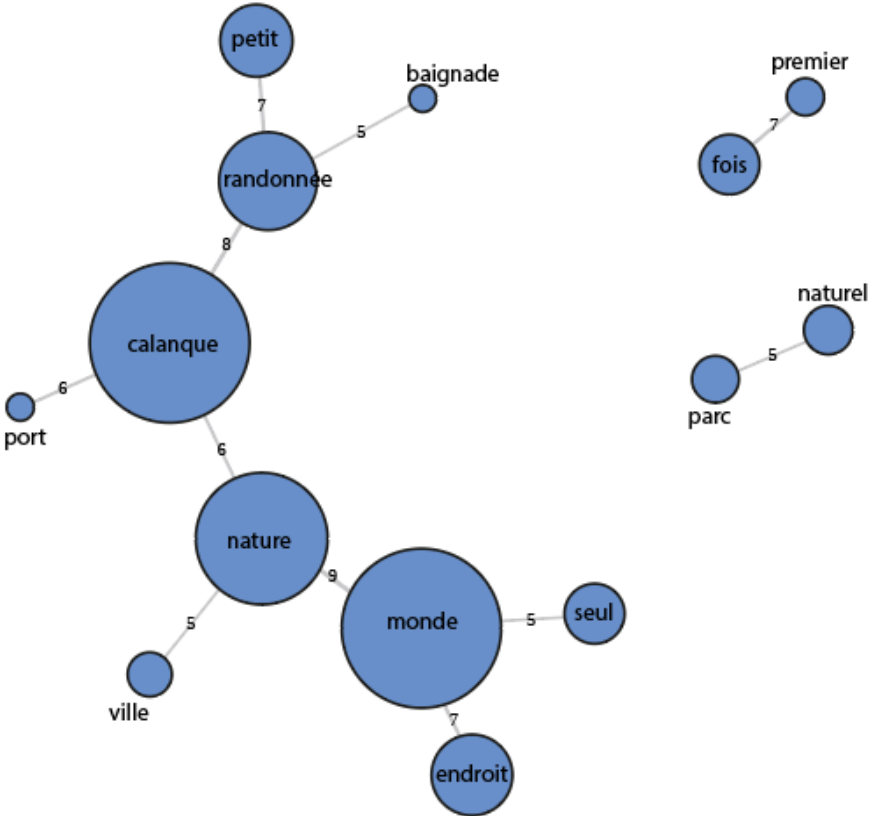 petit
premier
baignade
7
7
5
fois
randonnée
8
naturel
calanque
5
6
port
parc
6
nature
9
5
monde
5
seul
ville
7
endroit